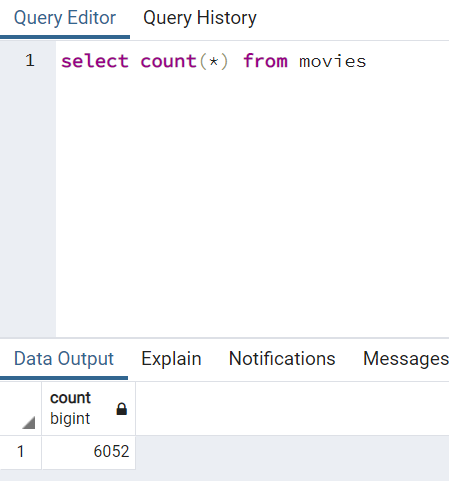 Query Editor Query History
1 select count(*) from movies
Data Output Explain Notifications Messages
count
bigint
1 6052